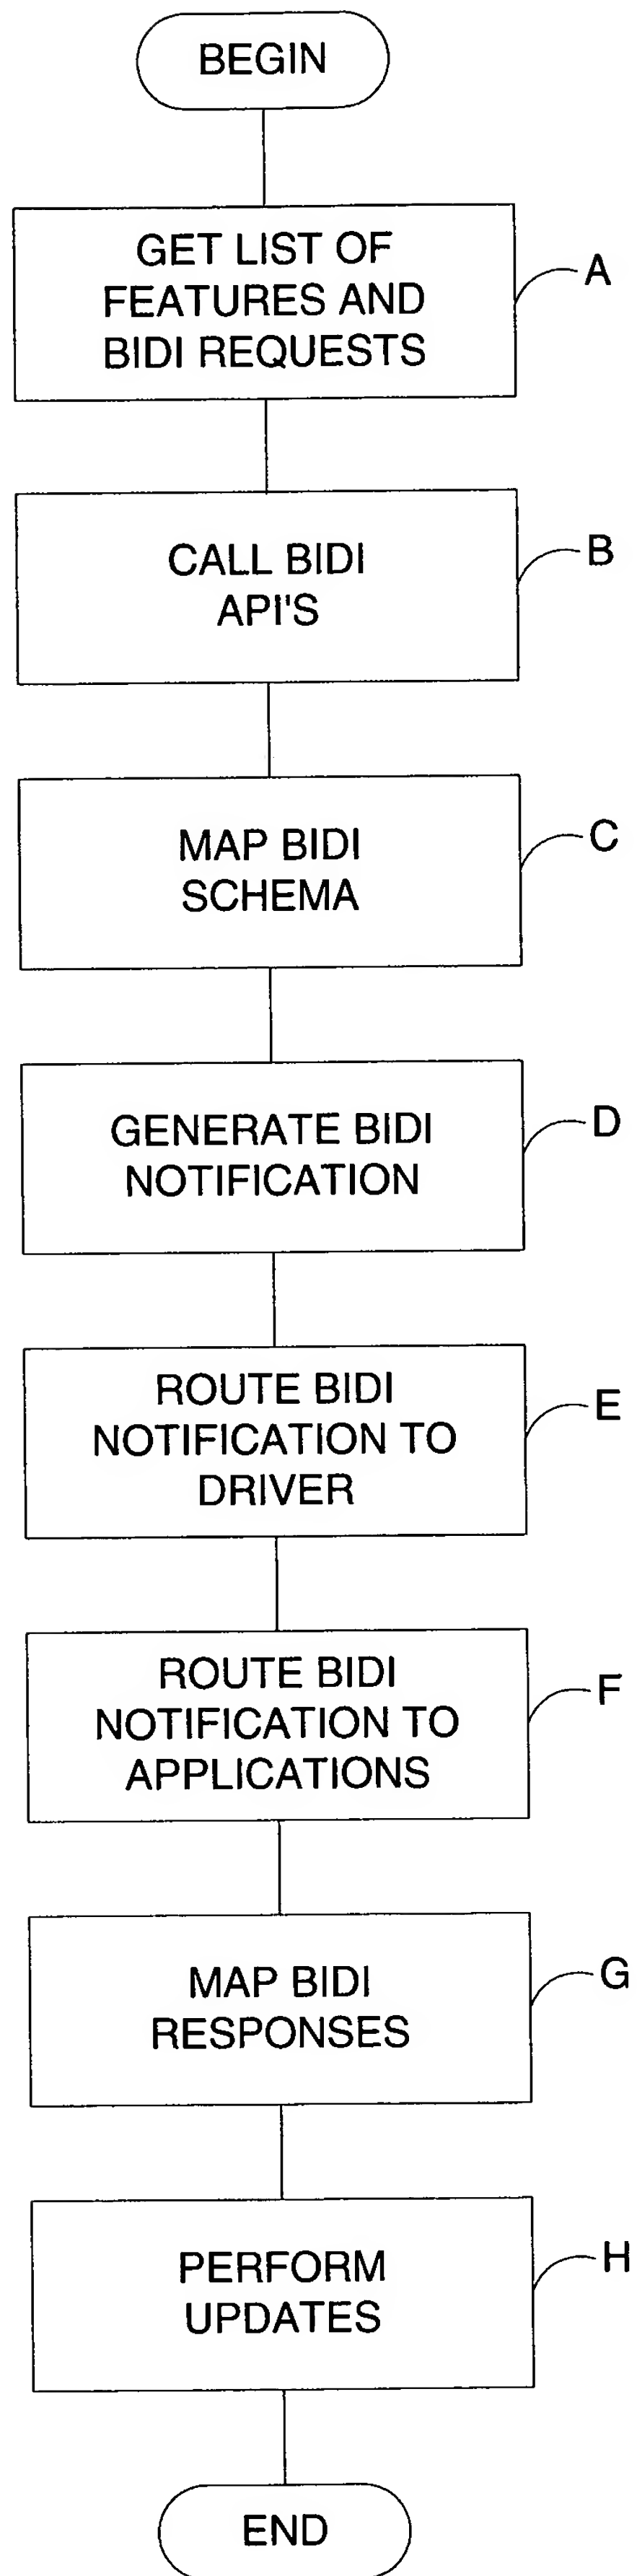 BEGIN
GET LIST OF
FEATURES AND
BIDI REQUESTS
A
CALL BIDI
API'S
B
MAP BIDI
SCHEMA
C
GENERATE BIDI
NOTIFICATION
D
ROUTE BIDI
NOTIFICATION TO
DRIVER
E
ROUTE BIDI
NOTIFICATION TO
APPLICATIONS
F
MAP BIDI
RESPONSES
G
PERFORM
UPDATES
H
END